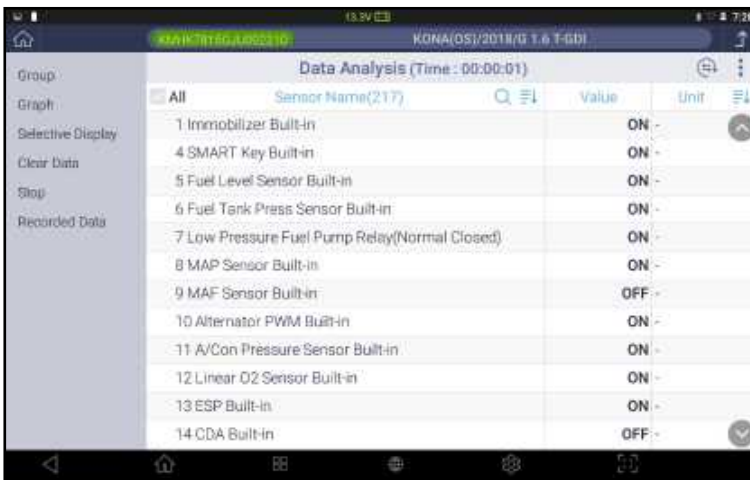 13.3V
7:26
KONA(OS)/2018/G 1.6 T-GDI
Data Analysis (Time : 00:00:01)
Group
Graph
Selective Display
Clear Data
Stop
Recorded Data
All Sensor Name(217) Value Unit
1 Immobilizer Built-in ON -
4 SMART Key Built-in ON -
5 Fuel Level Sensor Built-in ON -
6 Fuel Tank Press Sensor Built-in ON -
7 Low Pressure Fuel Pump Relay(Normal Closed) ON -
8 MAP Sensor Built-in ON -
9 MAF Sensor Built-in OFF -
10 Alternator PWM Built-in ON -
11 A/Con Pressure Sensor Built-in ON -
12 Linear O2 Sensor Built-in ON -
13 ESP Built-in ON -
14 CDA Built-in OFF -